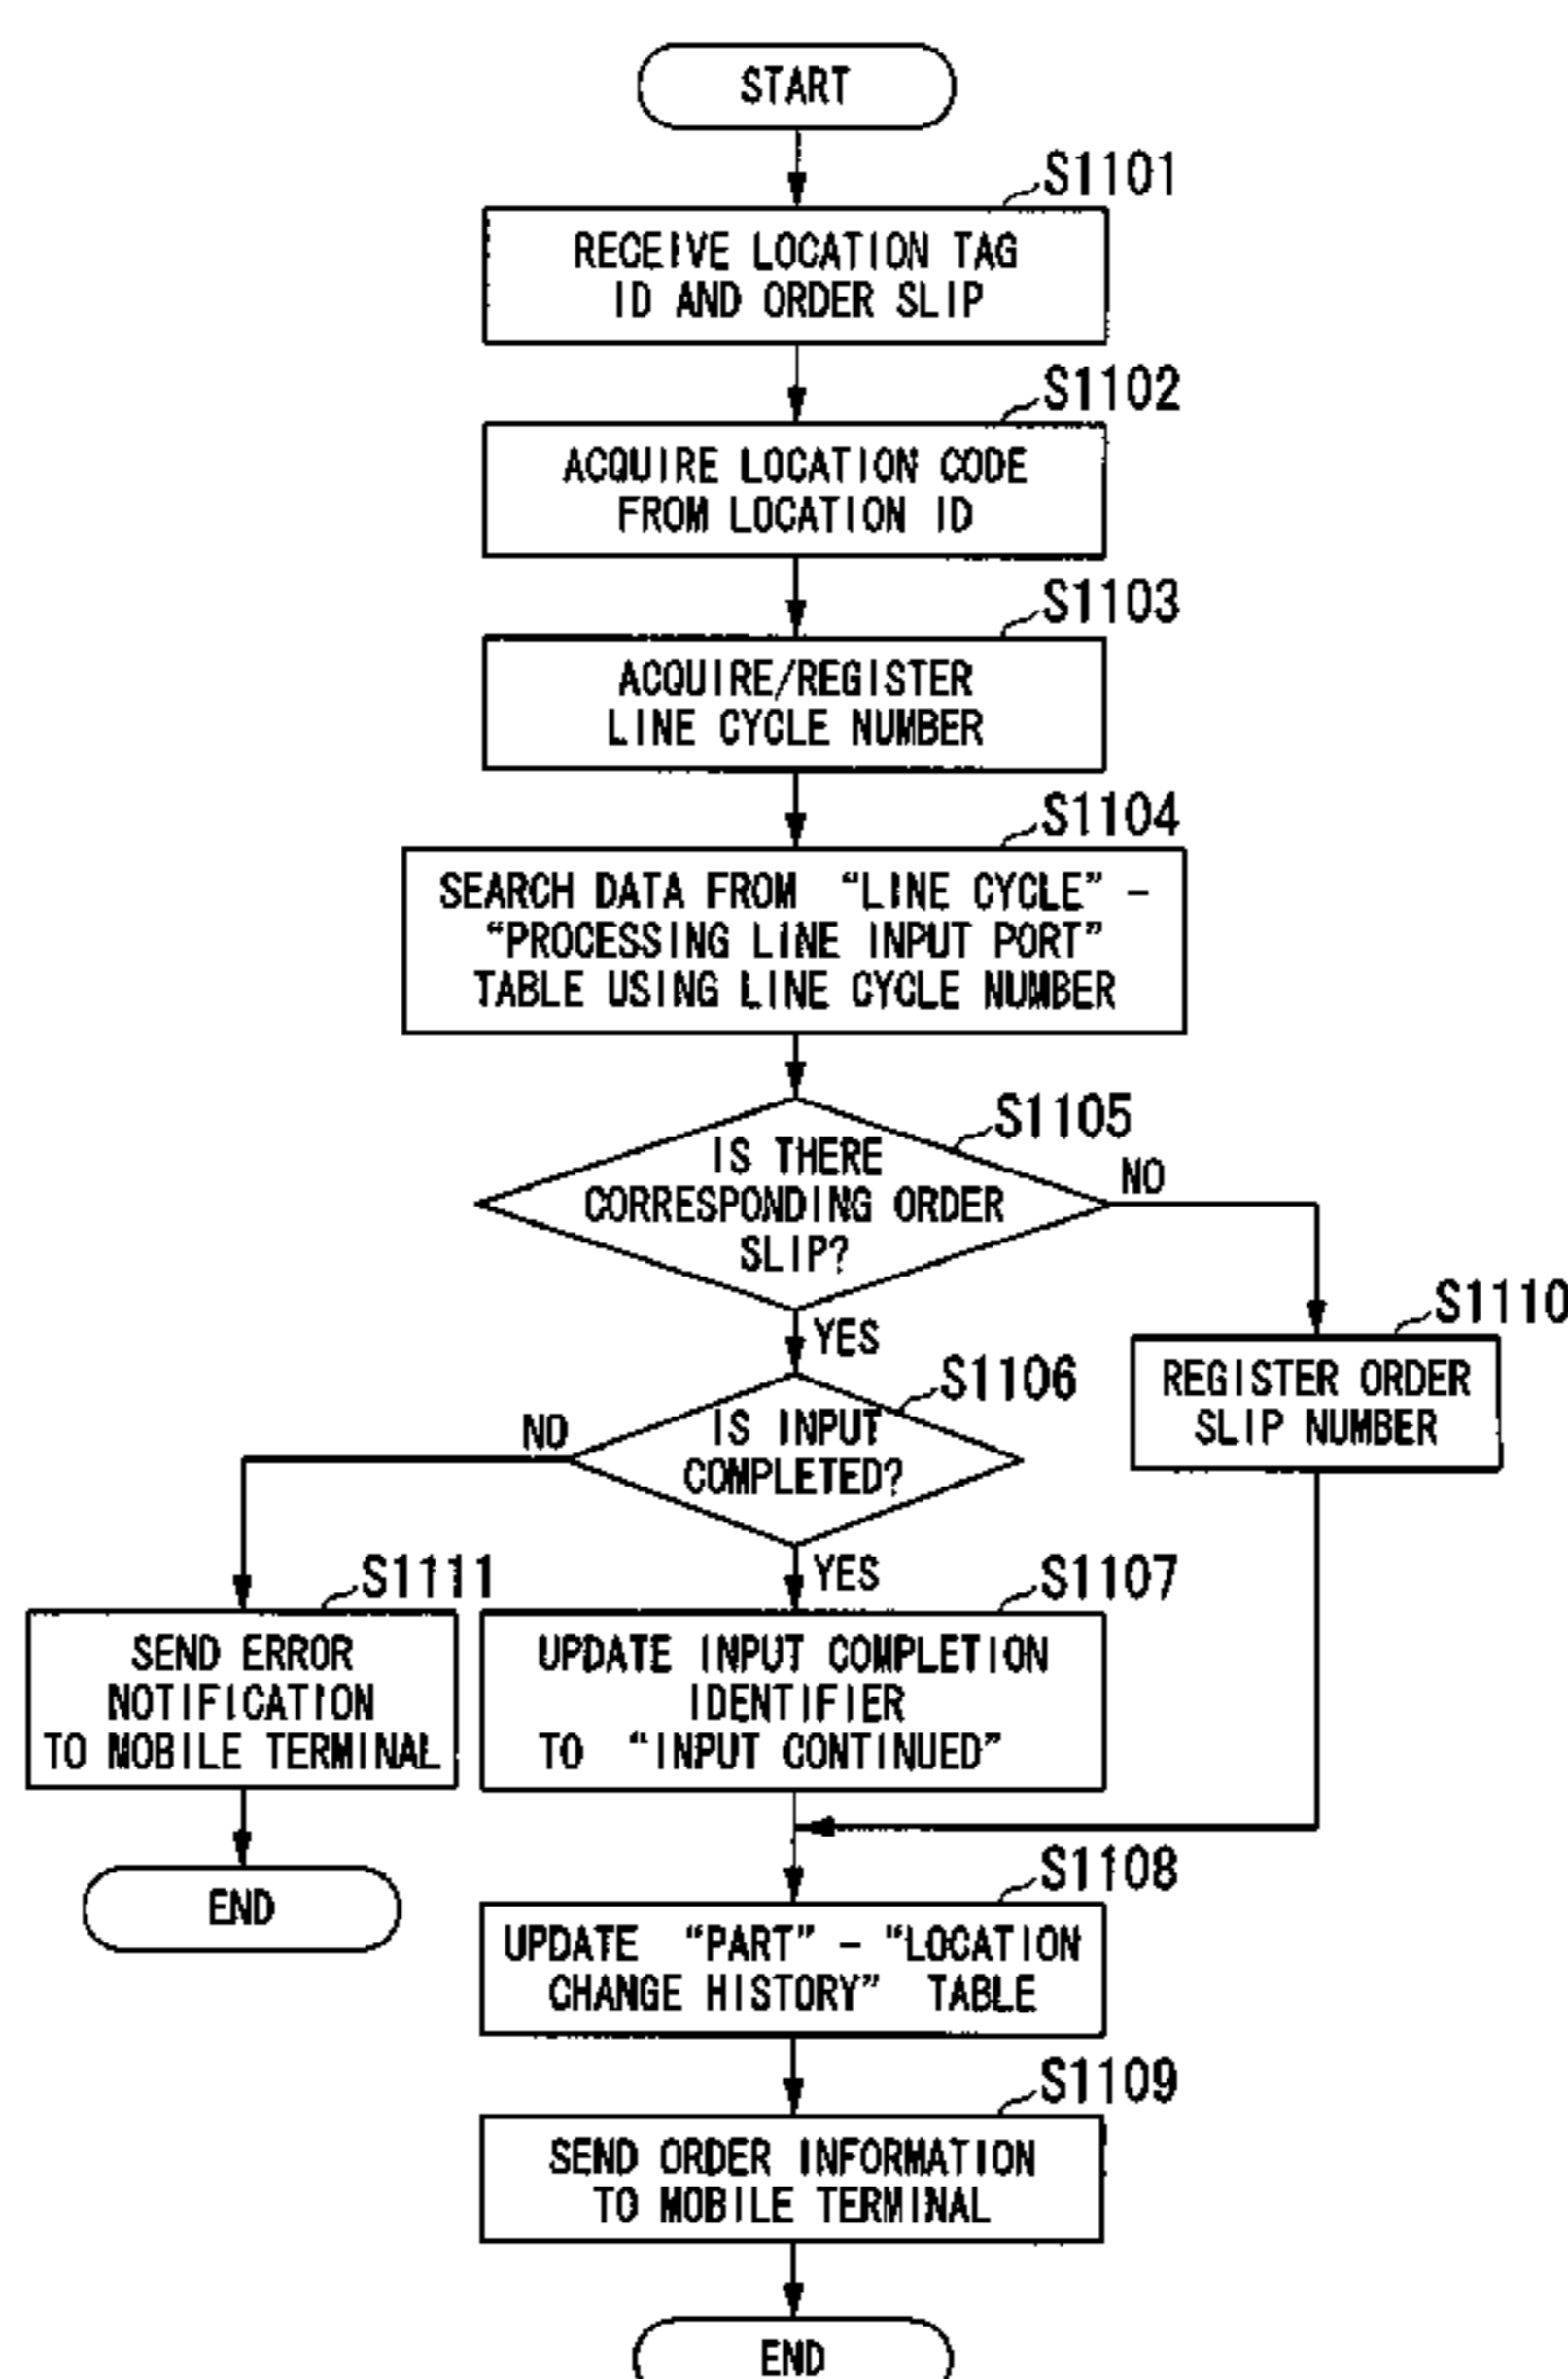 START
S1101
RECEIVE LOCATION TAG
ID AND ORDER SLIP
S1102
ACQUIRE LOCATION CODE
FROM LOCATION ID
S1103
ACQUIRE/REGISTER
LINE CYCLE NUMBER
S1104
SEARCH DATA FROM “LINE CYCLE” -
“PROCESSING LINE INPUT PORT”
TABLE USING LINE CYCLE NUMBER
S1105
IS THERE
CORRESPONDING ORDER
SLIP?
NO
YES
S1110
REGISTER ORDER
SLIP NUMBER
S1106
IS INPUT
COMPLETED?
NO
YES
S1111
SEND ERROR
NOTIFICATION
TO MOBILE TERMINAL
END
S1107
UPDATE INPUT COMPLETION
IDENTIFIER
TO “INPUT CONTINUED”
S1108
UPDATE “PART” - “LOCATION
CHANGE HISTORY” TABLE
S1109
SEND ORDER INFORMATION
TO MOBILE TERMINAL
END